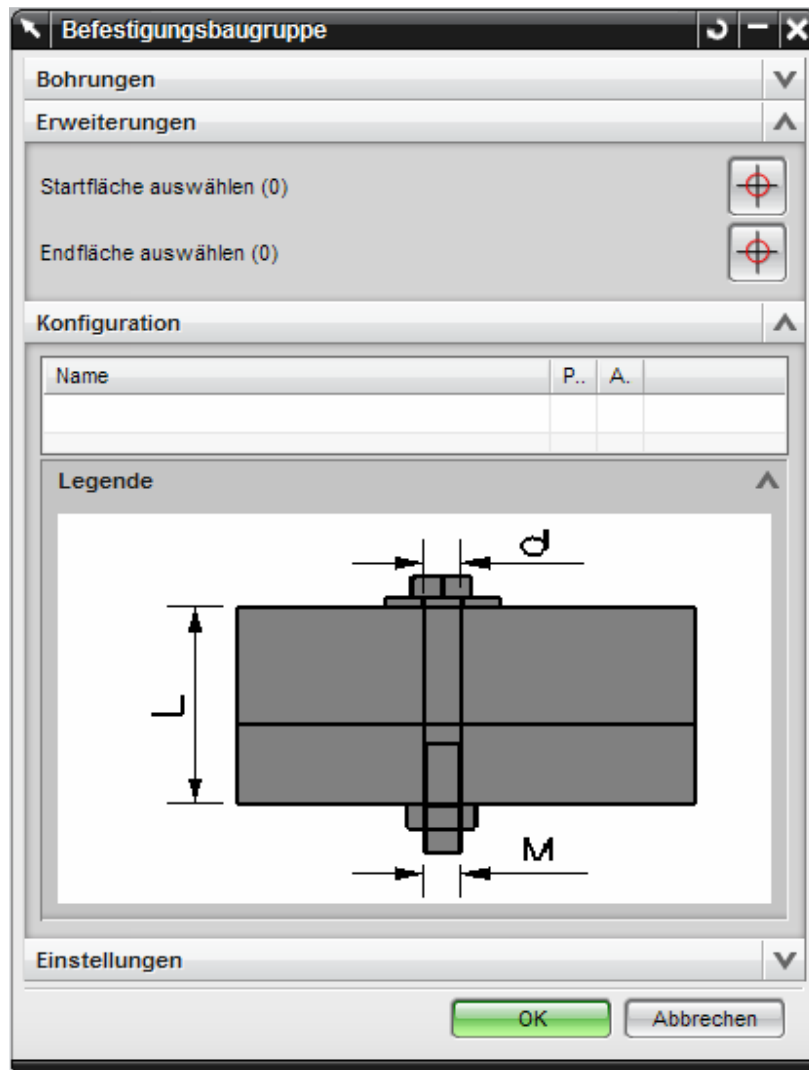 Befestigungsbaugruppe
Bohrungen
Erweiterungen
Startfläche auswählen (0)
Endfläche auswählen (0)
Konfiguration
Name P.. A.
Legende
d
L
M
Einstellungen
OK Abbrechen